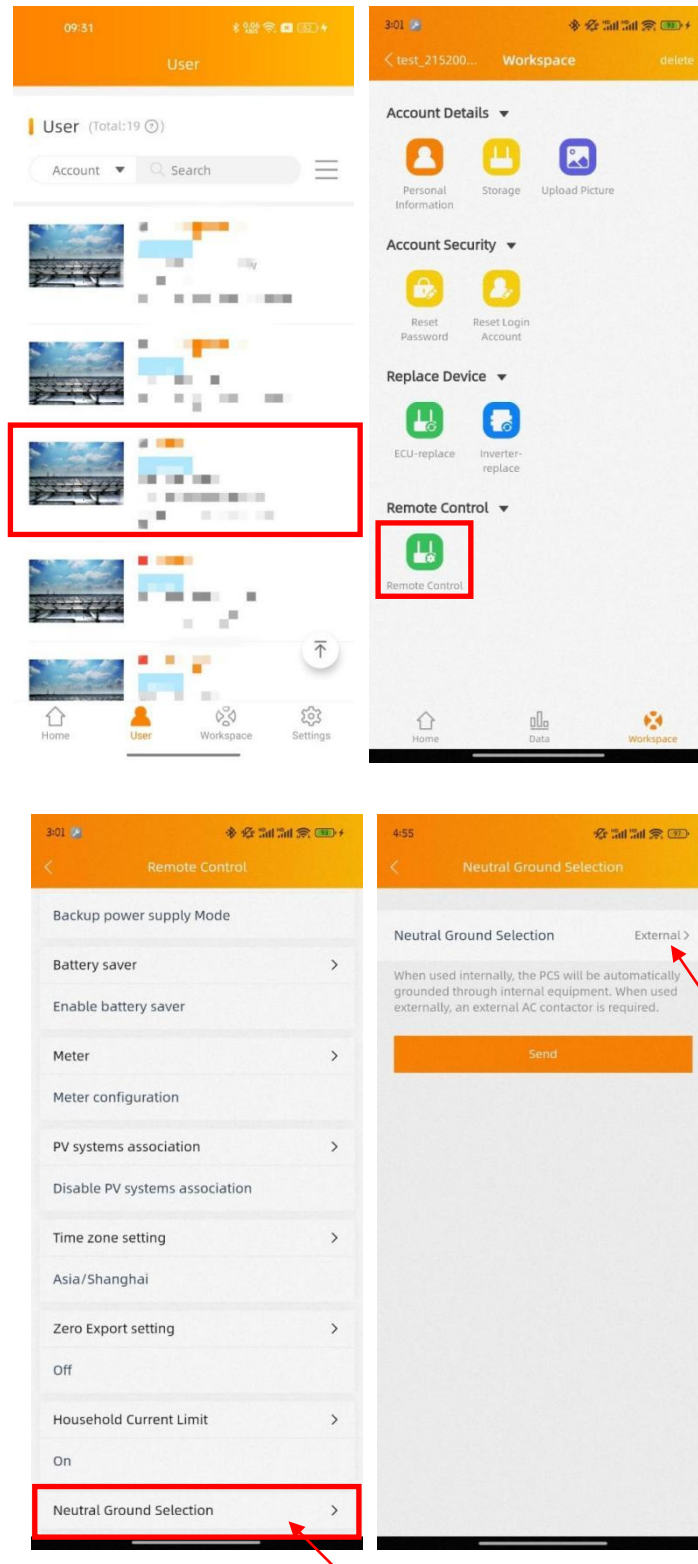 09:31
User
User (Total:19 ?)
Account ▼
Search
Home
User
Workspace
Settings
3:01
< test_215200...
Workspace
delete
Account Details ▼
Personal
Information
Storage
Upload Picture
Account Security ▼
Reset
Password
Reset Login
Account
Replace Device ▼
ECU-replace
Inverter-
replace
Remote Control ▼
Remote Control
Home
Data
Workspace
3:01
<
Remote Control
Backup power supply Mode
Battery saver >
Enable battery saver
Meter >
Meter configuration
PV systems association >
Disable PV systems association
Time zone setting >
Asia/Shanghai
Zero Export setting >
Off
Household Current Limit >
On
Neutral Ground Selection >
4:55
<
Neutral Ground Selection
Neutral Ground Selection External >
When used internally, the PCS will be automatically
grounded through internal equipment. When used
externally, an external AC contactor is required.
Send